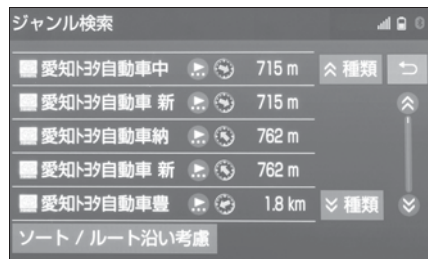 ジャンル検索
愛知トヨタ自動車中 715 m 種類
愛知トヨタ自動車 新 715 m
愛知トヨタ自動車納 762 m
愛知トヨタ自動車 新 762 m
愛知トヨタ自動車豊 1.8 km 種類
ソート / ルート沿い考慮